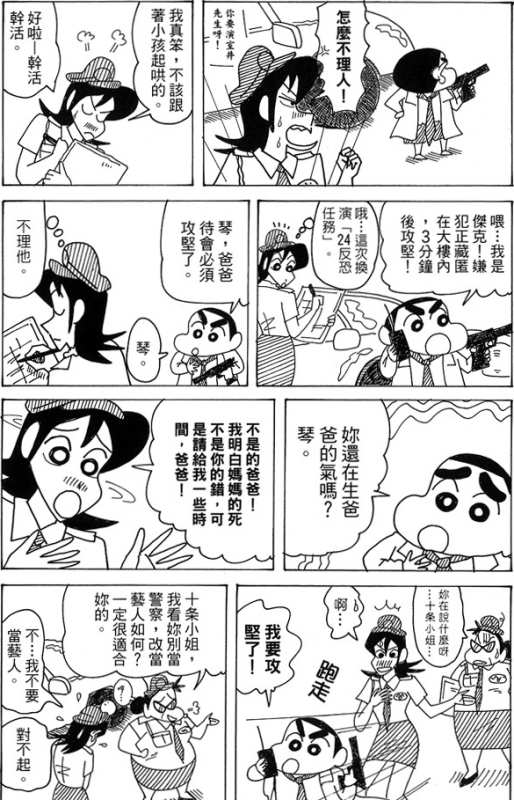 怎麼不理人！
你要演室井
先生呀！
我真笨，不該跟
著小孩起哄的。
好啦—幹活
幹活。
喂…我是
傑克！嫌
犯正藏匿
在大樓內
，3分鐘
後攻堅！
哦…這次換
演「24反恐
任務」。
琴，爸爸
待會必須
攻堅了。
琴。
不理他。
妳還在生爸
爸的氣嗎？
琴。
不是的爸爸！
我明白媽媽的死
不是你的錯，可
是請給我一些時
間，爸爸！
妳在說什麼呀
…十条小姐…
啊…
跑走
我要攻
堅了！
十条小姐，
我看妳別當
警察，改當
藝人如何？
一定很適合
妳的。
不…我不要
當藝人。
對不起。